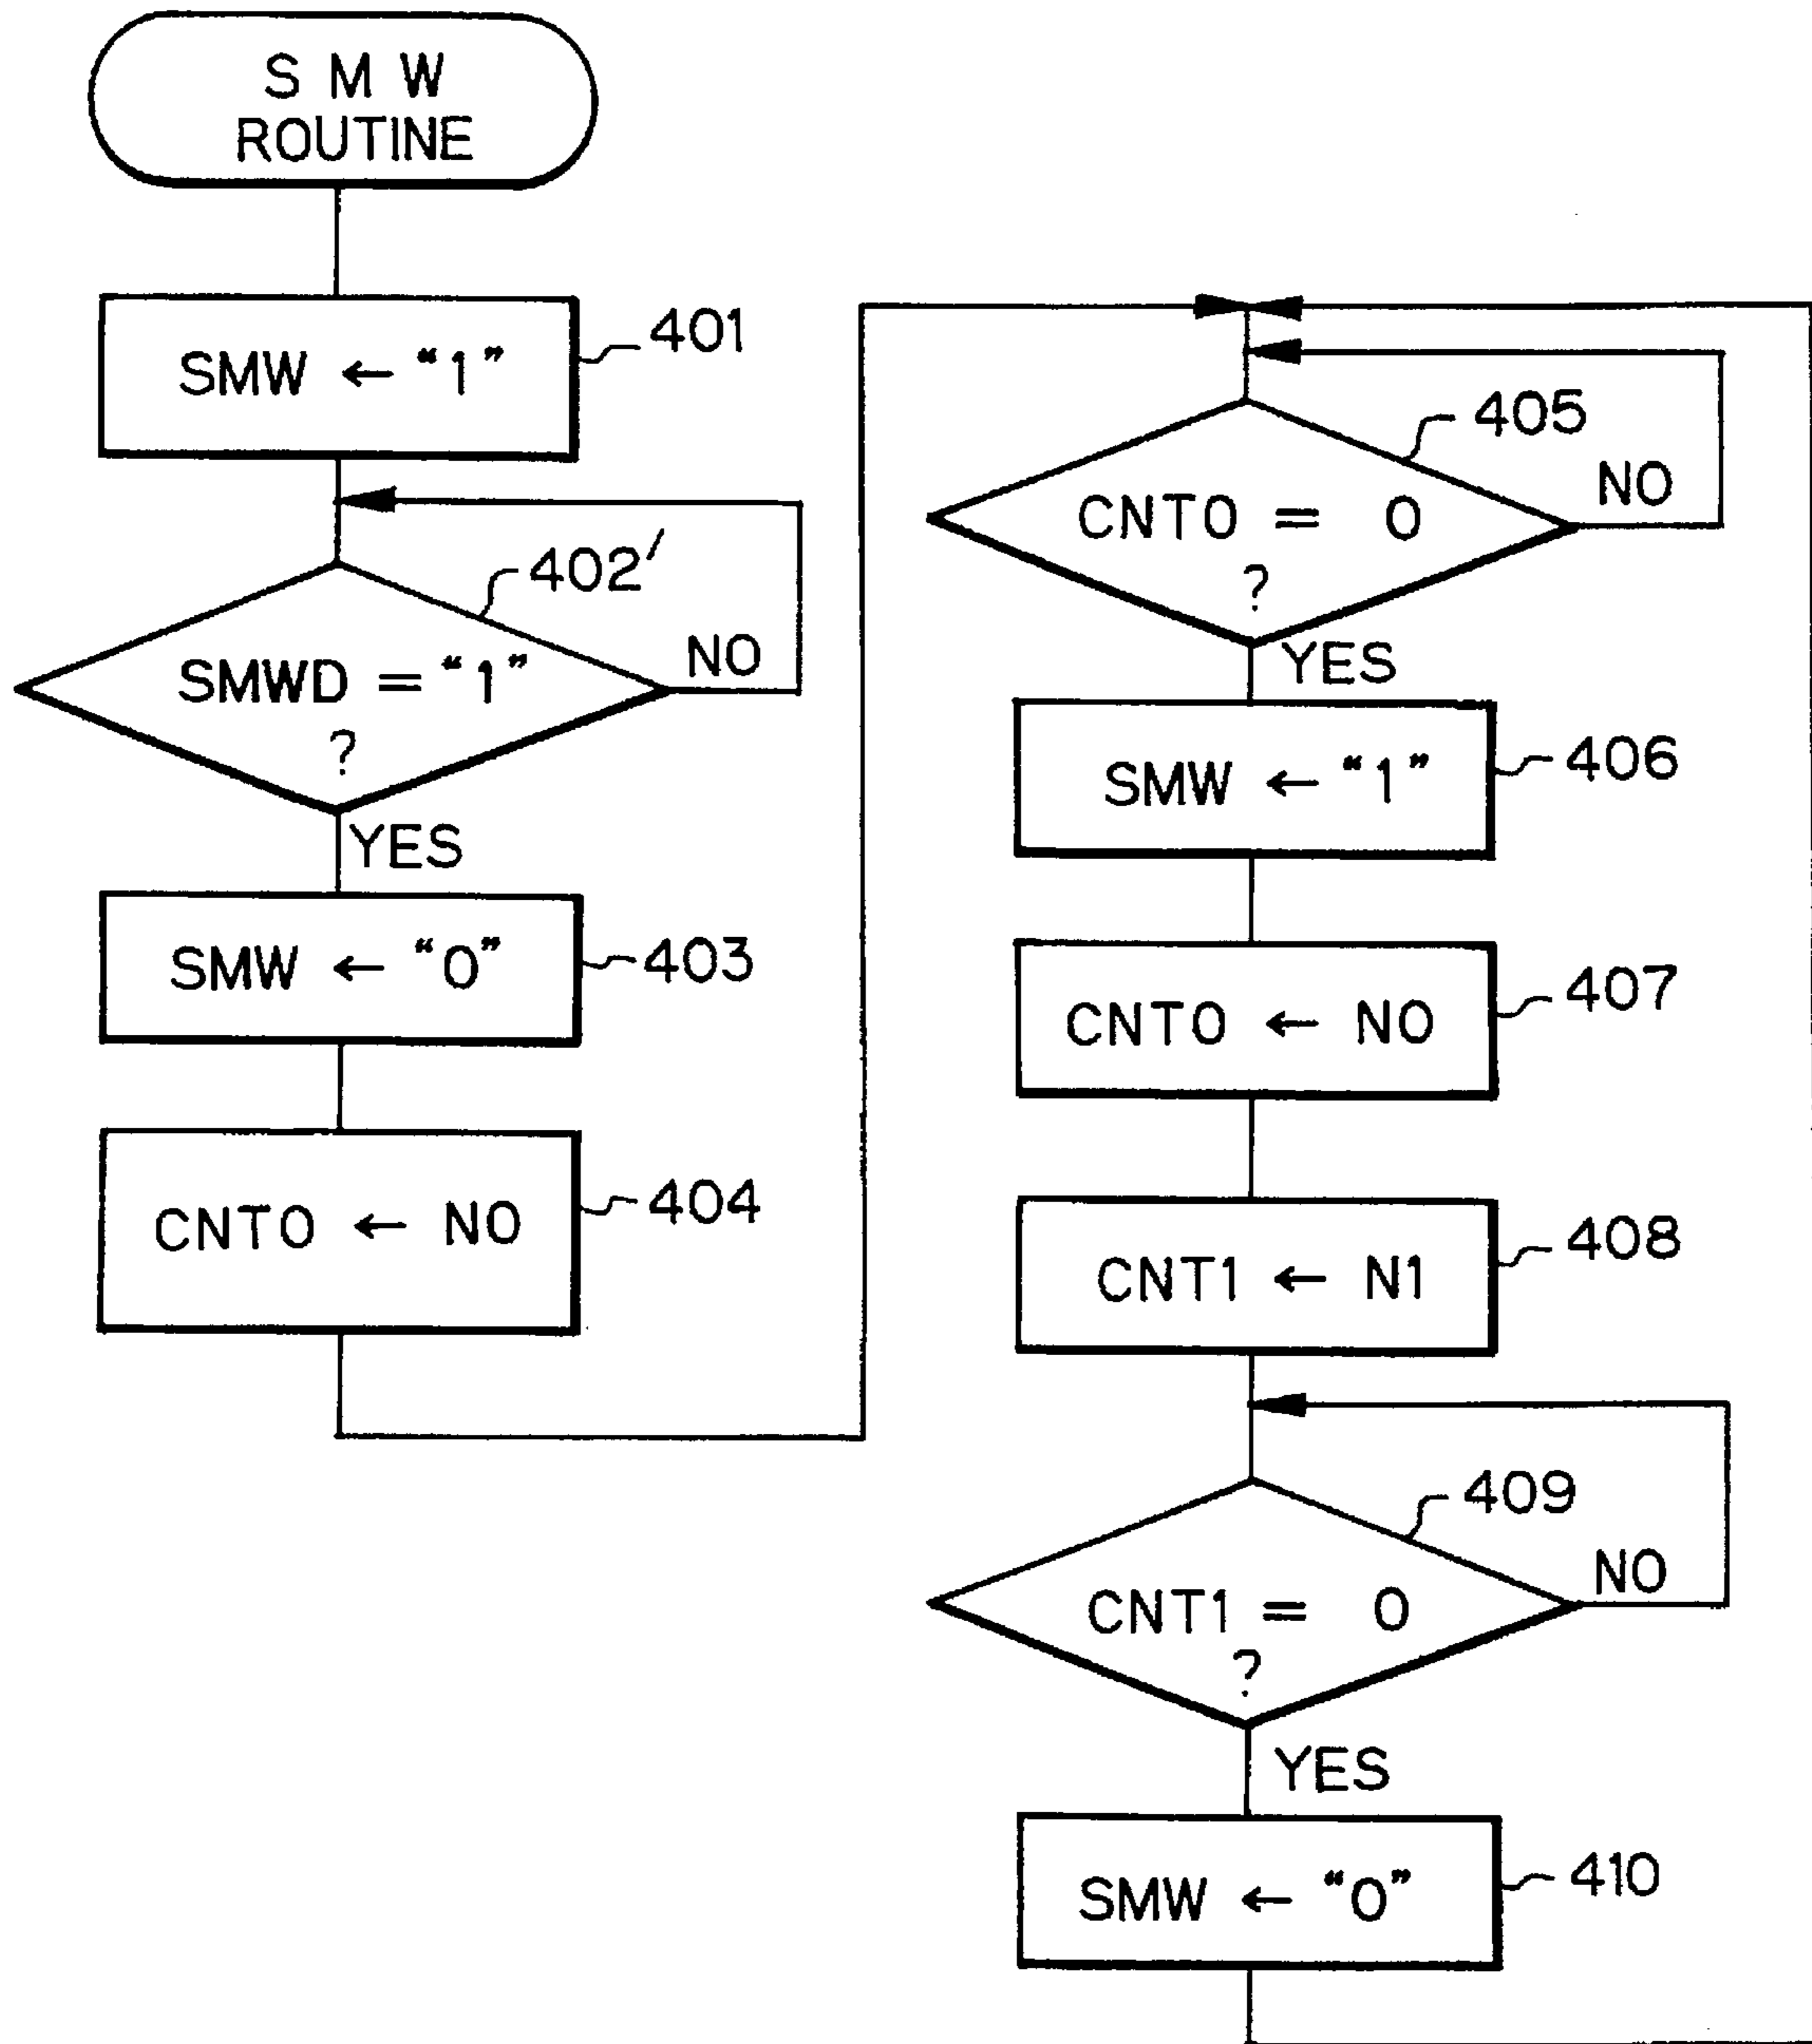 S M W
ROUTINE
SMW ← “1”
401
402'
SMWD = “1”
?
NO
YES
SMW ← “0”
403
CNT0 ← N0
404
405
CNT0 = 0
?
NO
YES
SMW ← “1”
406
CNT0 ← N0
407
CNT1 ← N1
408
409
CNT1 = 0
?
NO
YES
SMW ← “0”
410